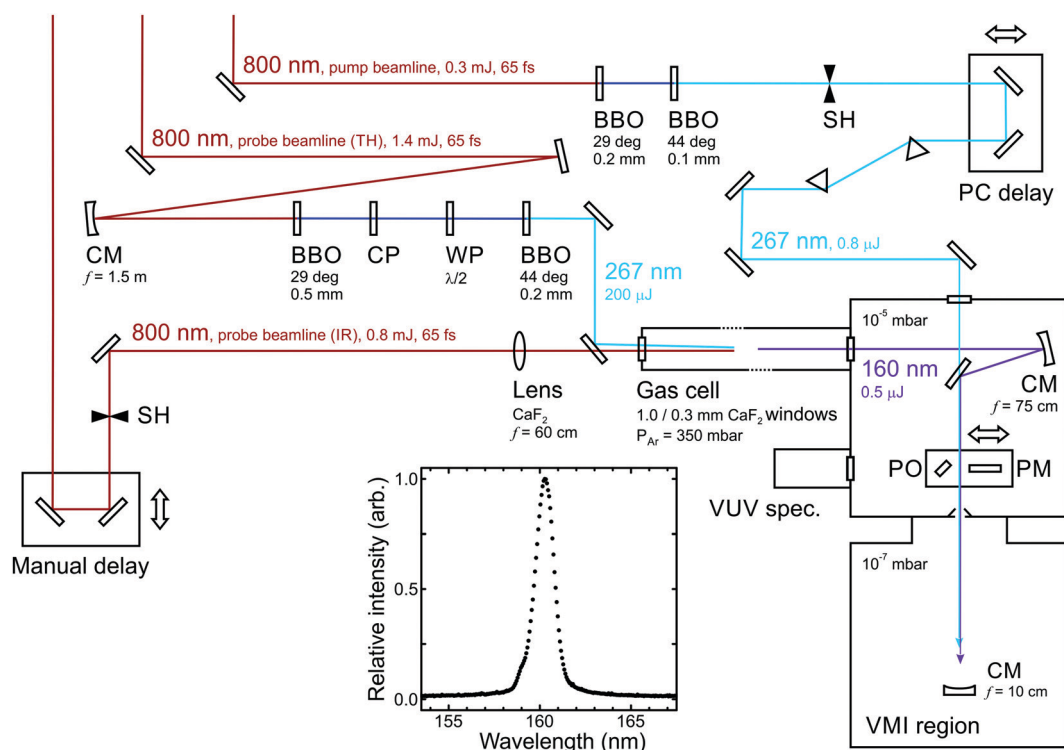 800 nm, pump beamline, 0.3 mJ, 65 fs
BBO
29 deg
0.2 mm
BBO
44 deg
0.1 mm
SH
PC delay
800 nm, probe beamline (TH), 1.4 mJ, 65 fs
CM
f = 1.5 m
BBO
29 deg
0.5 mm
CP
WP
λ/2
BBO
44 deg
0.2 mm
267 nm
200 μJ
267 nm, 0.8 μJ
800 nm, probe beamline (IR), 0.8 mJ, 65 fs
Lens
CaF₂
f = 60 cm
Gas cell
1.0 / 0.3 mm CaF₂ windows
P_Ar = 350 mbar
10⁻⁵ mbar
160 nm
0.5 μJ
CM
f = 75 cm
SH
Manual delay
VUV spec.
PO
PM
10⁻⁷ mbar
CM
f = 10 cm
VMI region
Relative intensity (arb.)
1.0
0.5
0.0
155
160
165
Wavelength (nm)